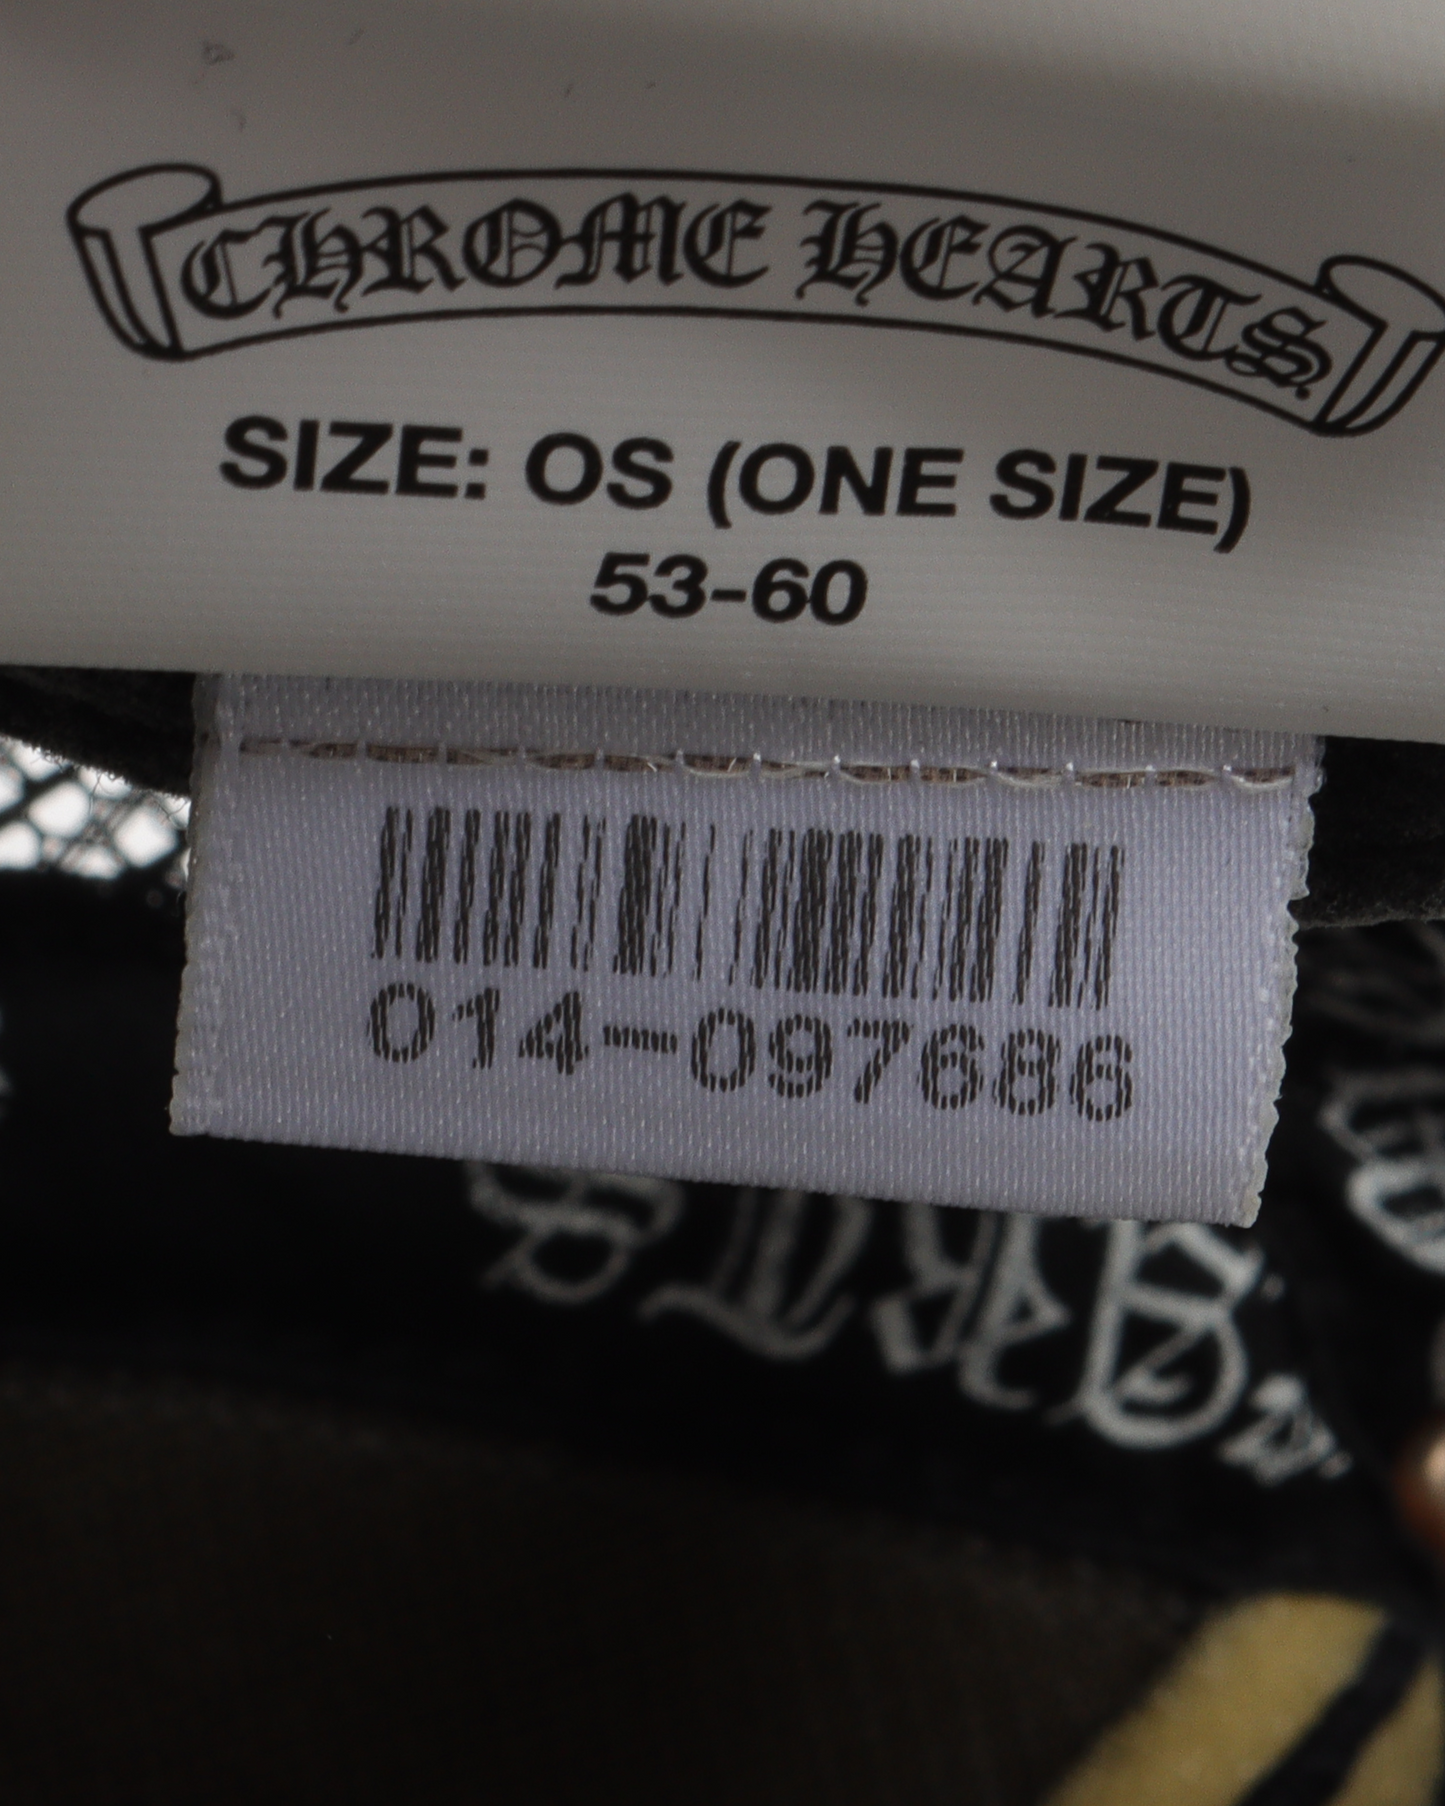 CHROME HEARTS
SIZE: OS (ONE SIZE)
53-60
014-097686